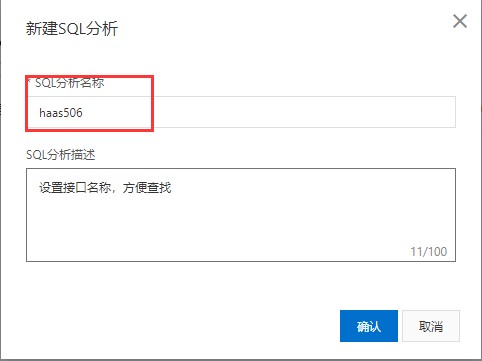 新建SQL分析
* SQL分析名称
haas506
SQL分析描述
设置接口名称，方便查找
11/100
确认
取消